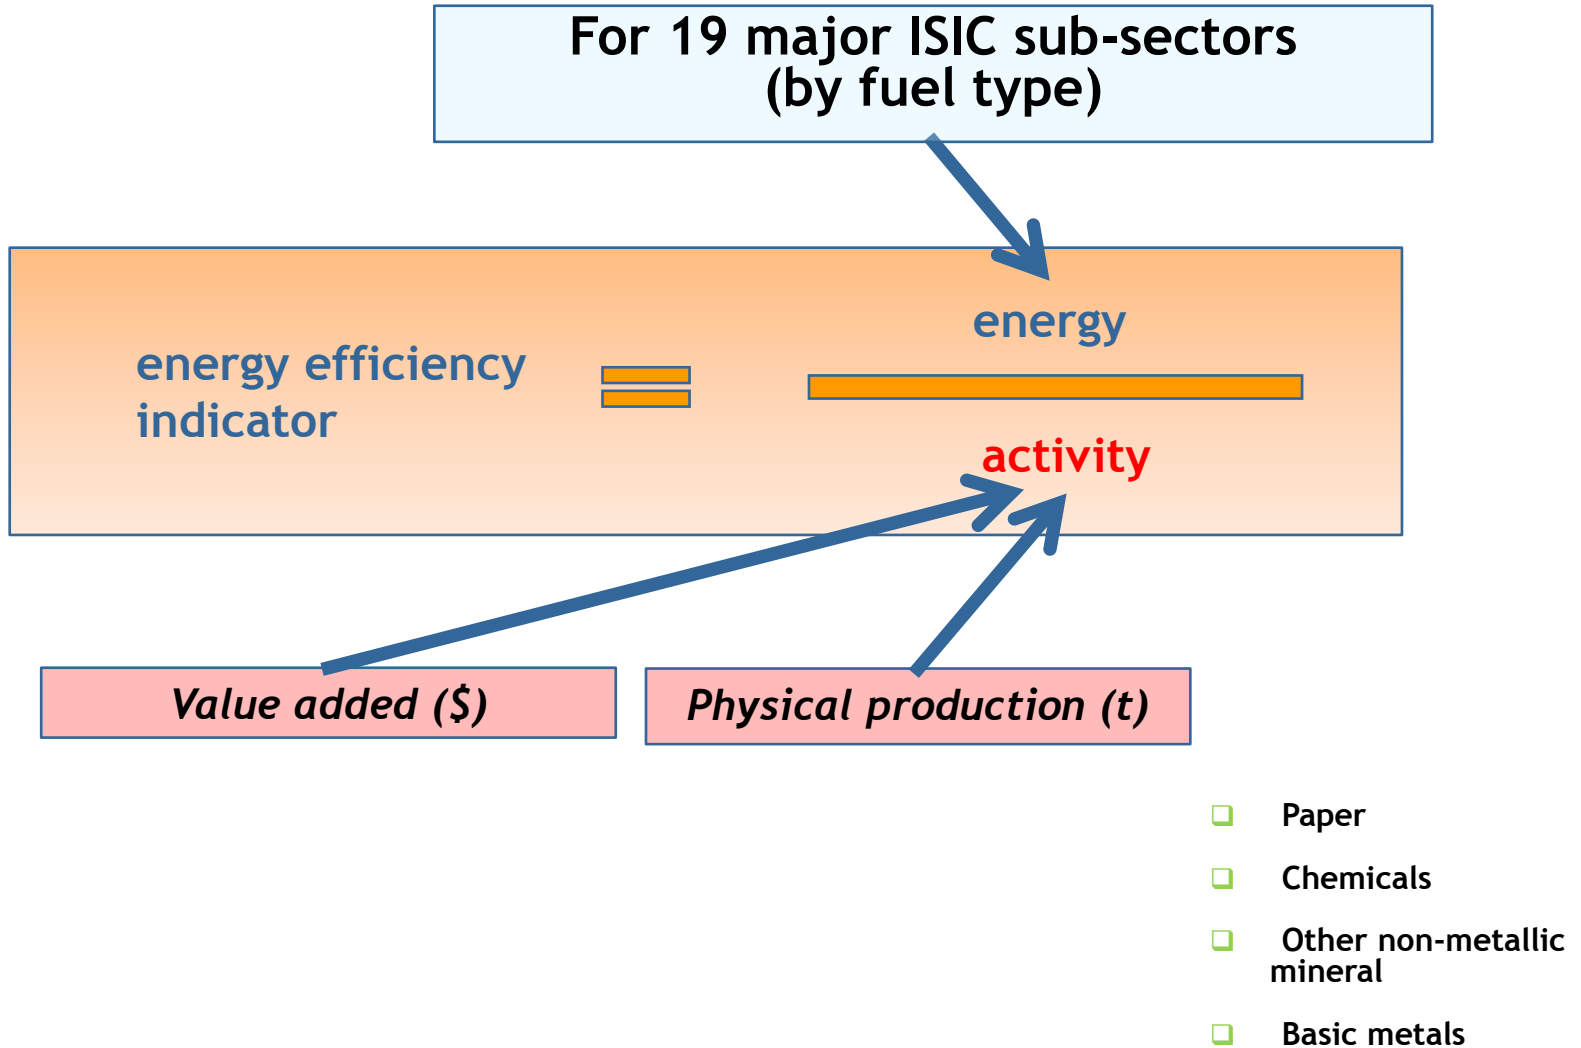 For 19 major ISIC sub-sectors
(by fuel type)
energy
energy efficiency
indicator
activity
Value added ($)
Physical production (t)
Paper
Chemicals
Other non-metallic
mineral
Basic metals